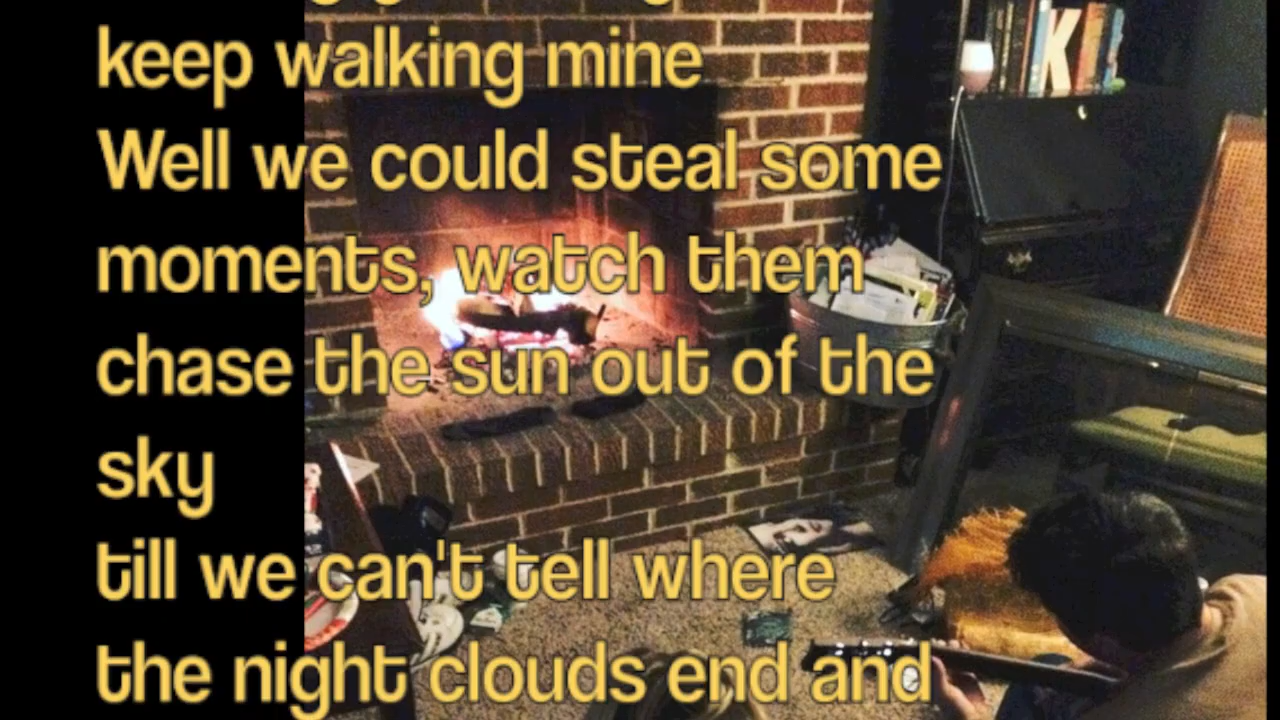 keep walking mine
Well we could steal some
moments, watch them
chase the sun out of the
sky
till we can't tell where
the night clouds end and
K